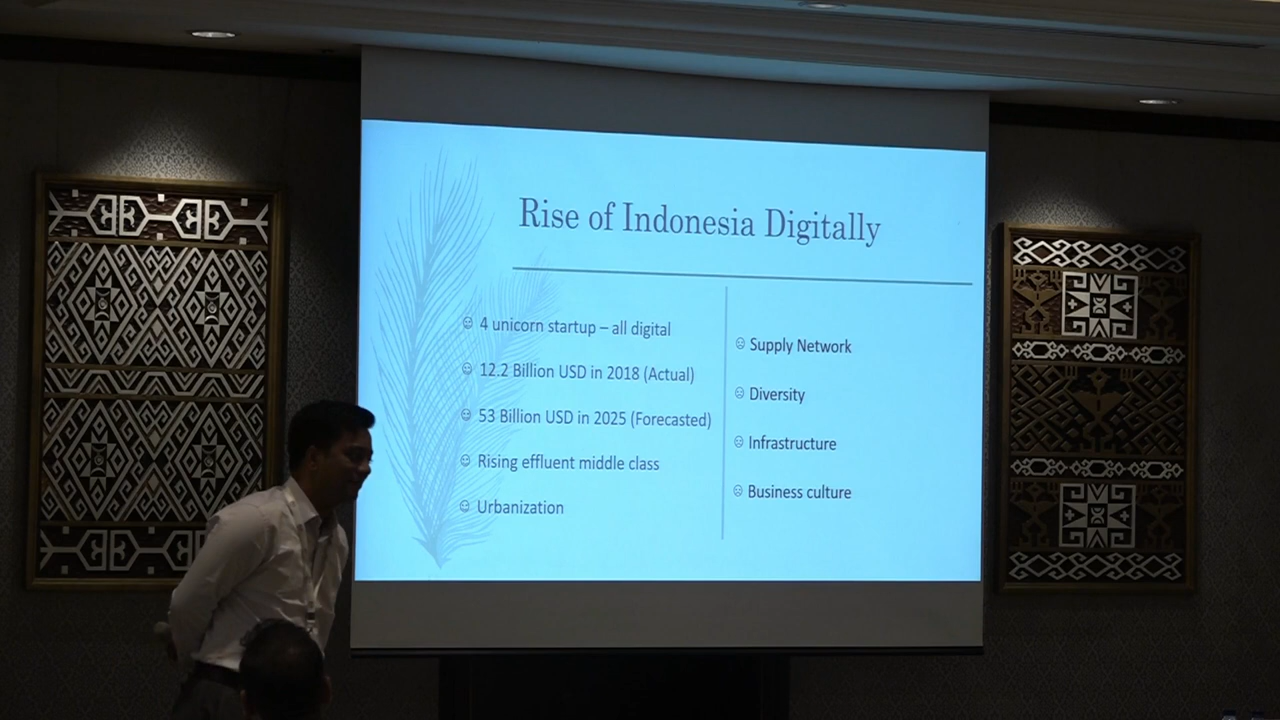 Rise of Indonesia Digitally
☺ 4 unicorn startup – all digital
☺ 12.2 Billion USD in 2018 (Actual)
☺ 53 Billion USD in 2025 (Forecasted)
☺ Rising effluent middle class
☺ Urbanization
☹ Supply Network
☹ Diversity
☹ Infrastructure
☹ Business culture